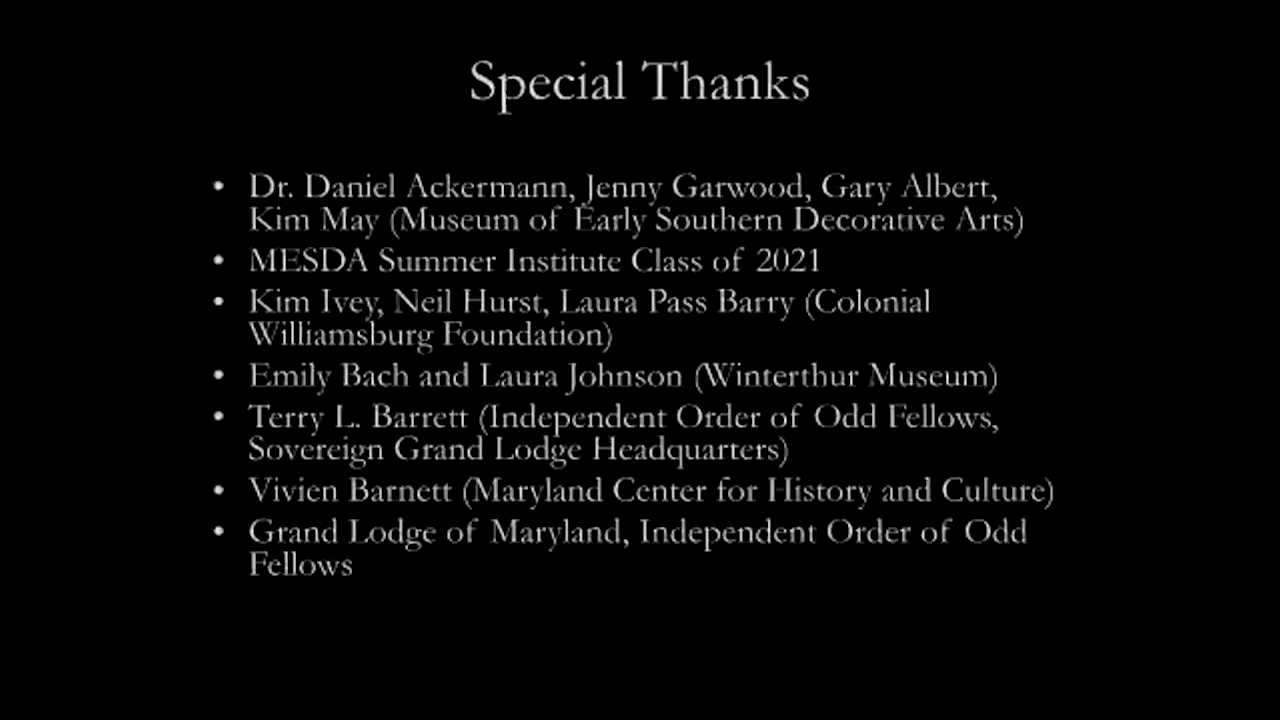 Special Thanks
• Dr. Daniel Ackermann, Jenny Garwood, Gary Albert,
Kim May (Museum of Early Southern Decorative Arts)
• MESDA Summer Institute Class of 2021
• Kim Ivey, Neil Hurst, Laura Pass Barry (Colonial
Williamsburg Foundation)
• Emily Bach and Laura Johnson (Winterthur Museum)
• Terry L. Barrett (Independent Order of Odd Fellows,
Sovereign Grand Lodge Headquarters)
• Vivien Barnett (Maryland Center for History and Culture)
• Grand Lodge of Maryland, Independent Order of Odd
Fellows